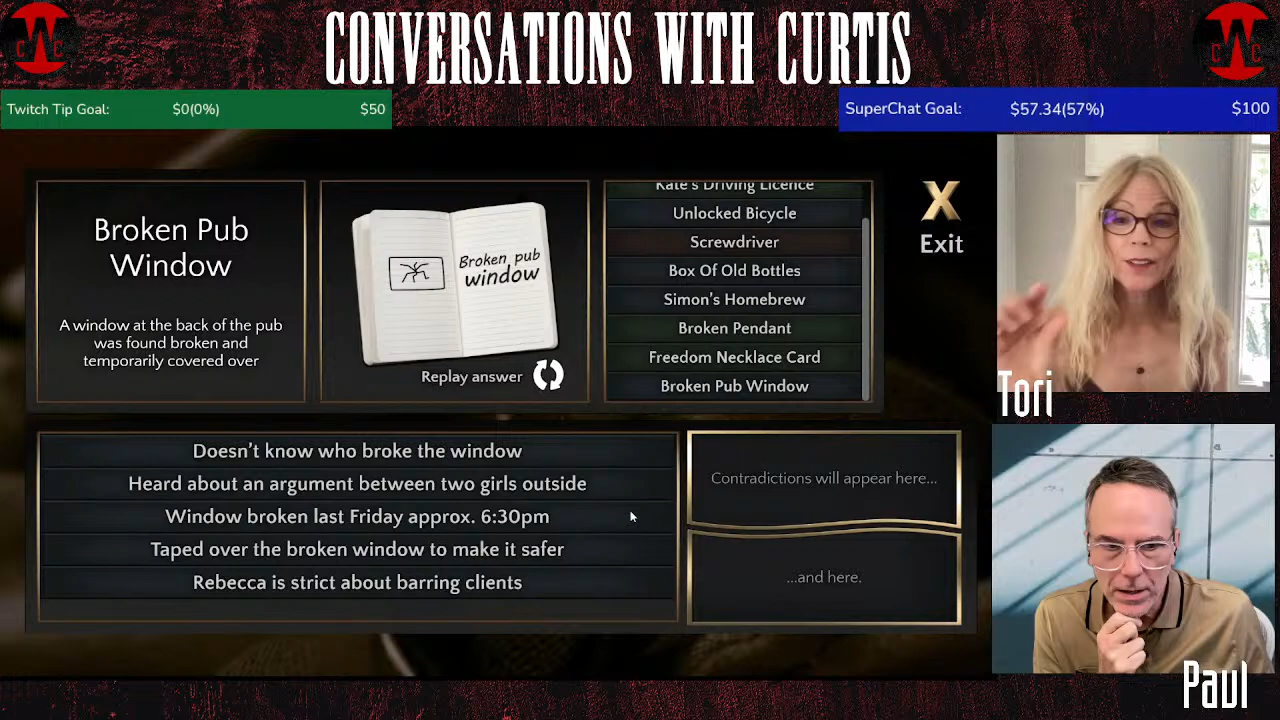 CONVERSATIONS WITH CURTIS
C C
C C
Twitch Tip Goal: $0(0%) $50
SuperChat Goal: $57.34(57%) $100
Broken Pub
Window
A window at the back of the pub
was found broken and
temporarily covered over
Broken pub
window
Replay answer
Kate's Driving Licence
Unlocked Bicycle
Screwdriver
Box Of Old Bottles
Simon's Homebrew
Broken Pendant
Freedom Necklace Card
Broken Pub Window
X
Exit
Doesn't know who broke the window
Heard about an argument between two girls outside
Window broken last Friday approx. 6:30pm
Taped over the broken window to make it safer
Rebecca is strict about barring clients
Contradictions will appear here...
...and here.
Tori
Paul